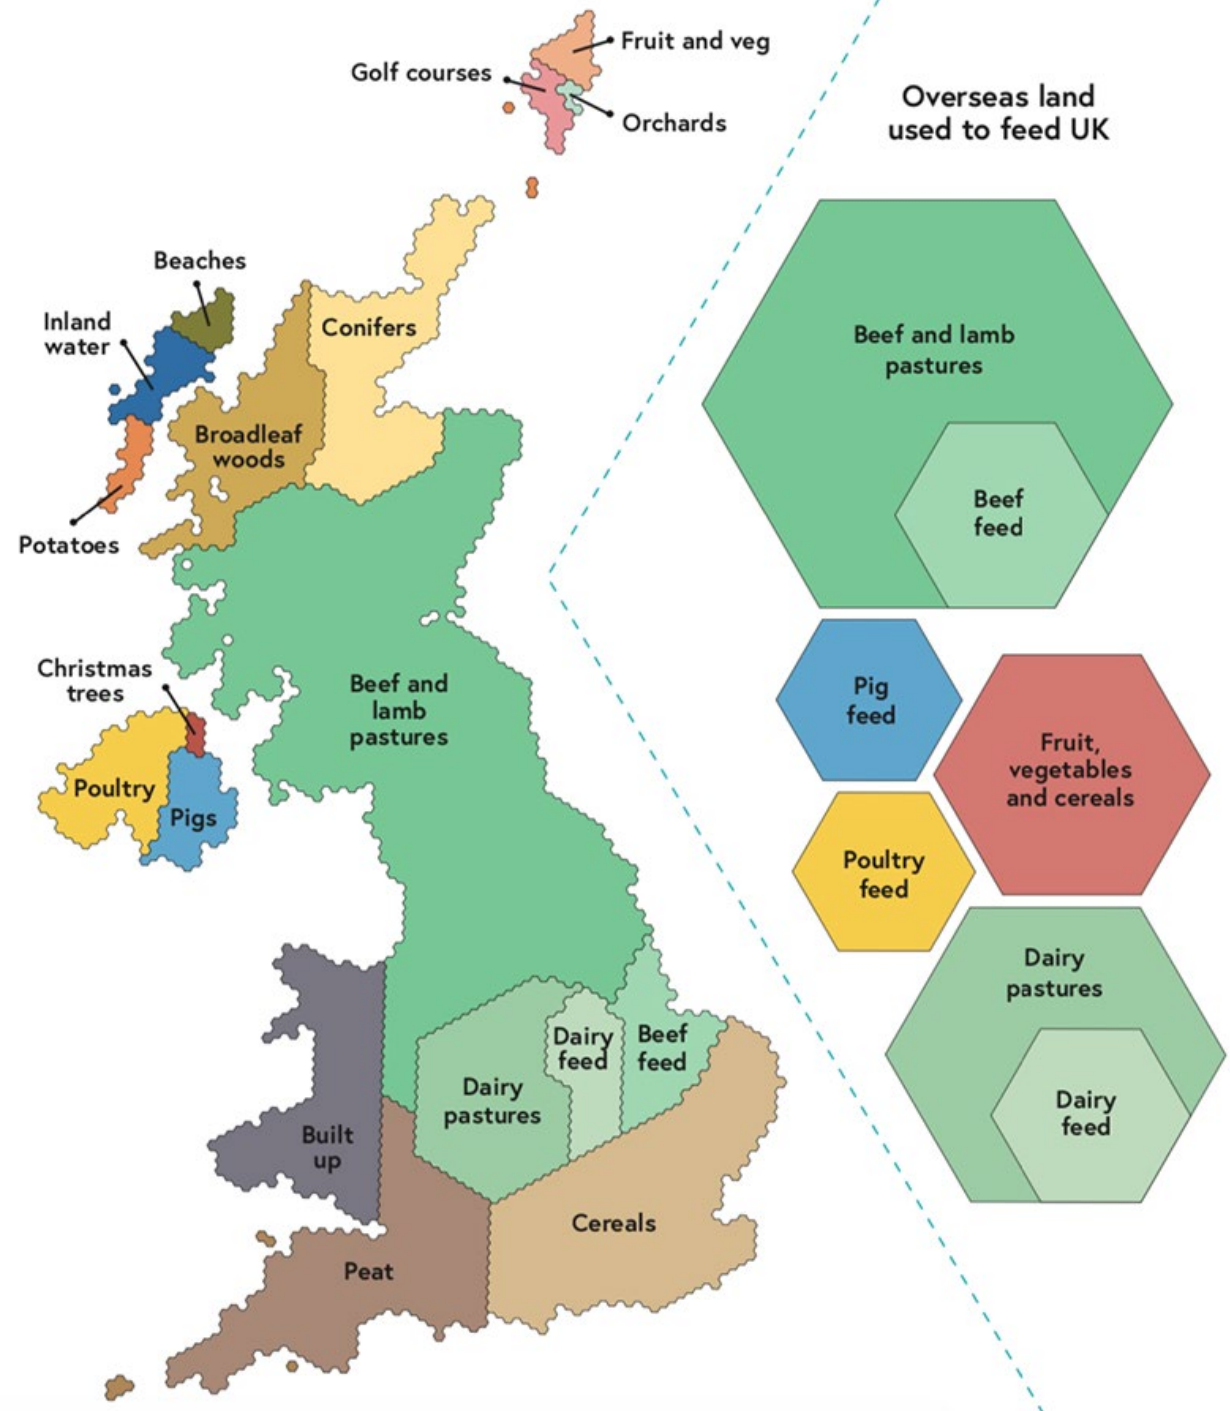 Fruit and veg
Golf courses
Orchards
Overseas land
used to feed UK
Beaches
Inland
water
Conifers
Broadleaf
woods
Potatoes
Beef and lamb
pastures
Beef
feed
Christmas
trees
Beef and
lamb
pastures
Poultry
Pigs
Pig
feed
Fruit,
vegetables
and cereals
Poultry
feed
Dairy
pastures
Dairy
feed
Dairy
pastures
Dairy
feed
Beef
feed
Built
up
Cereals
Peat